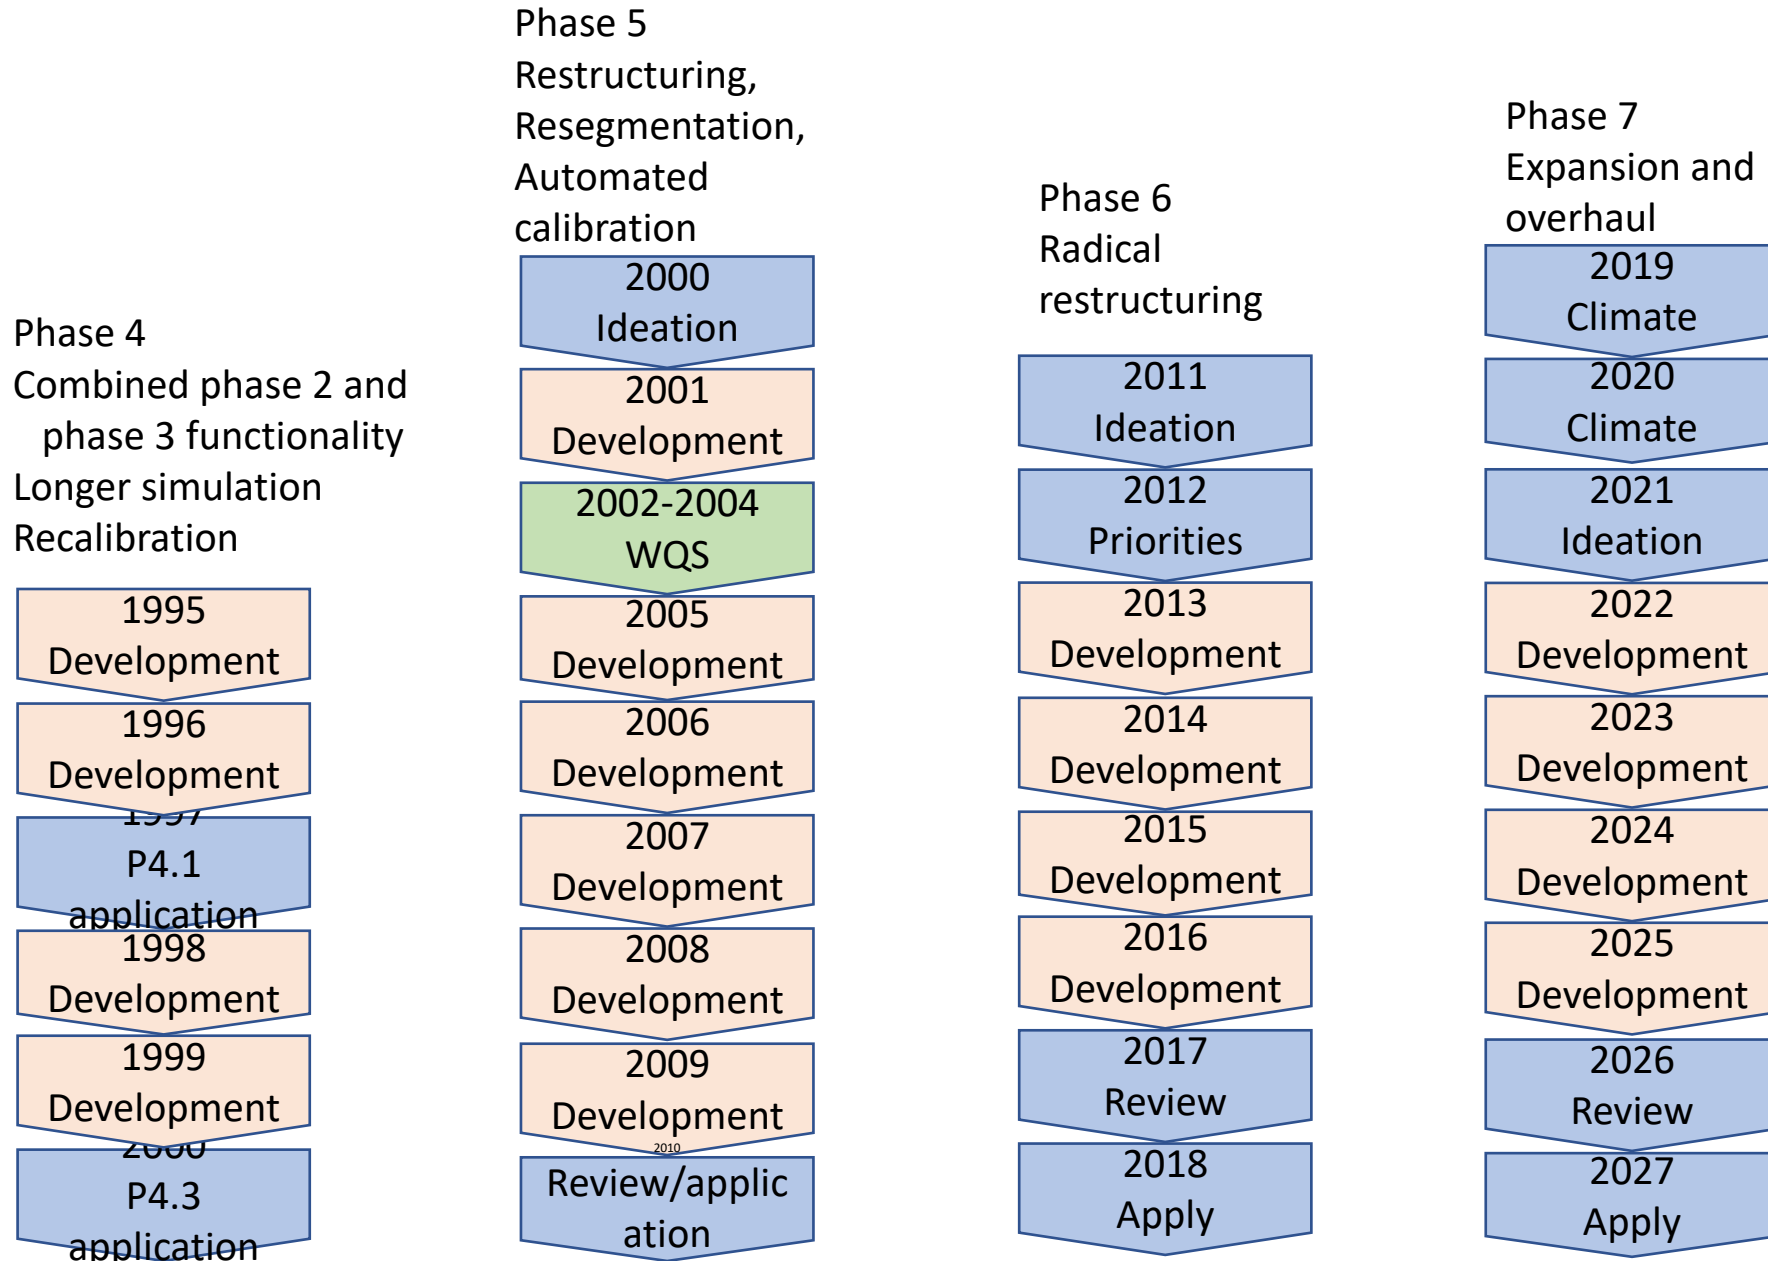 Phase 4
Combined phase 2 and
phase 3 functionality
Longer simulation
Recalibration
1995
Development
1996
Development
1997
P4.1
application
1998
Development
1999
Development
2000
P4.3
application
Phase 5
Restructuring,
Resegmentation,
Automated
calibration
2000
Ideation
2001
Development
2002-2004
WQS
2005
Development
2006
Development
2007
Development
2008
Development
2009
Development
2010
Review/applic
ation
Phase 6
Radical
restructuring
2011
Ideation
2012
Priorities
2013
Development
2014
Development
2015
Development
2016
Development
2017
Review
2018
Apply
Phase 7
Expansion and
overhaul
2019
Climate
2020
Climate
2021
Ideation
2022
Development
2023
Development
2024
Development
2025
Development
2026
Review
2027
Apply